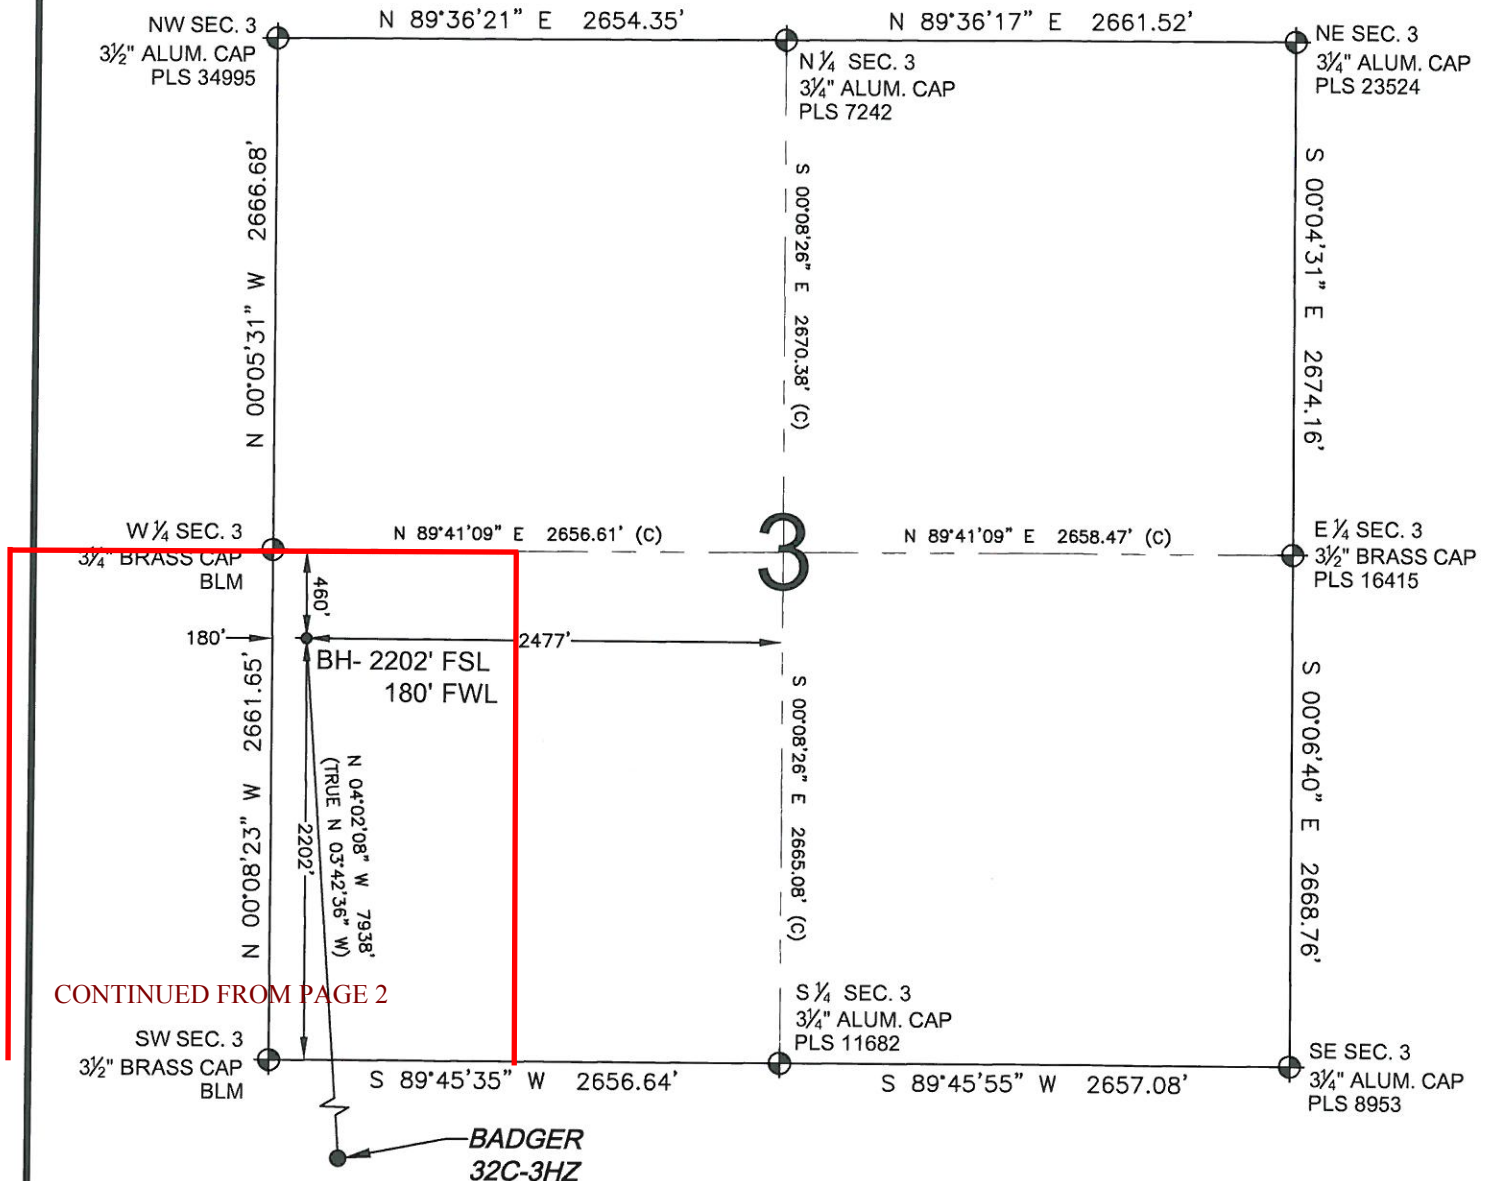 N 89°36'21" E 2654.35'
N 89°36'17" E 2661.52'
NW SEC. 3
3½" ALUM. CAP
PLS 34995
N ¼ SEC. 3
3¼" ALUM. CAP
PLS 7242
NE SEC. 3
3¼" ALUM. CAP
PLS 23524
N 00°05'31" W 2666.68'
S 00°08'26" E 2670.38' (C)
S 00°04'31" E 2674.16'
W ¼ SEC. 3
3¼" BRASS CAP
BLM
N 89°41'09" E 2656.61' (C)
3
N 89°41'09" E 2658.47' (C)
E ¼ SEC. 3
3½" BRASS CAP
PLS 16415
460'
180'
2477'
BH- 2202' FSL
180' FWL
N 00°08'23" W 2661.65'
2202'
N 04°02'08" W 7938'
(TRUE N 03°42'36" W)
S 00°08'26" E 2665.08' (C)
S 00°06'40" E 2668.76'
CONTINUED FROM PAGE 2
SW SEC. 3
3½" BRASS CAP
BLM
S ¼ SEC. 3
3¼" ALUM. CAP
PLS 11682
SE SEC. 3
3¼" ALUM. CAP
PLS 8953
S 89°45'35" W 2656.64'
S 89°45'55" W 2657.08'
BADGER
32C-3HZ